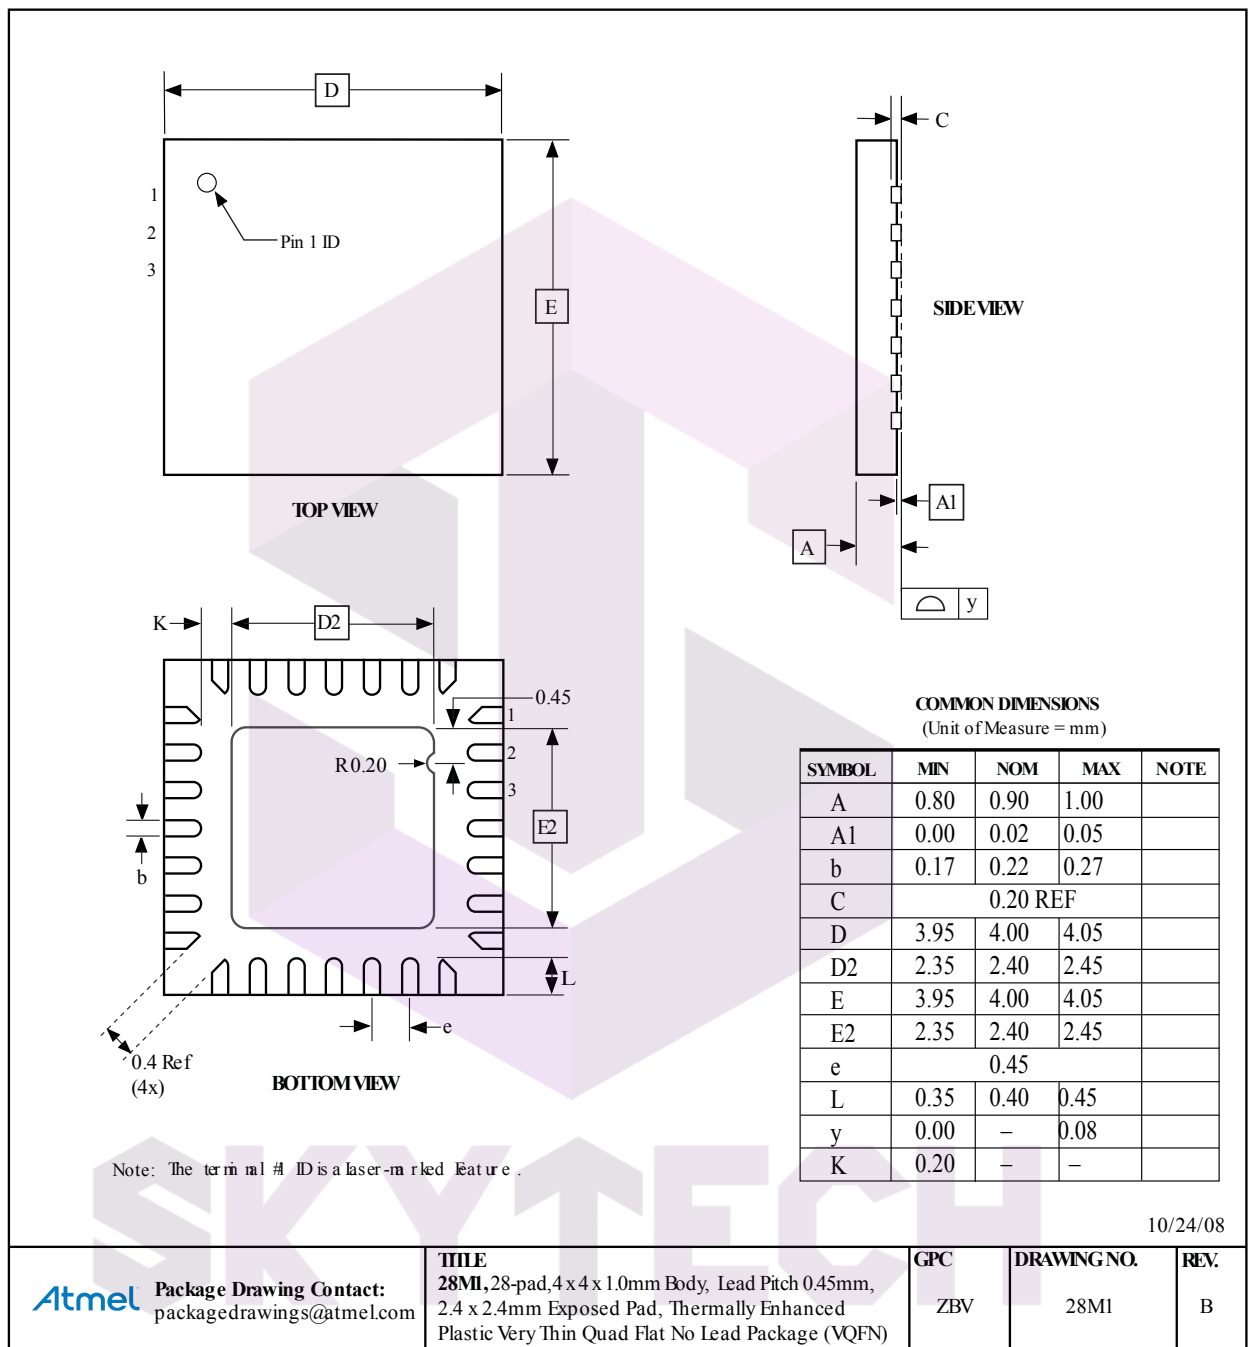 D
C
1
2
3
Pin 1 ID
E
SIDE VIEW
TOP VIEW
A1
A
y
K
D2
0.45
1
2
3
R 0.20
E2
b
L
e
0.4 Ref
(4x)
BOTTOM VIEW
COMMON DIMENSIONS
(Unit of Measure = mm)
SYMBOL MIN NOM MAX NOTE
A 0.80 0.90 1.00
A1 0.00 0.02 0.05
b 0.17 0.22 0.27
C 0.20 REF
D 3.95 4.00 4.05
D2 2.35 2.40 2.45
E 3.95 4.00 4.05
E2 2.35 2.40 2.45
e 0.45
L 0.35 0.40 0.45
y 0.00 – 0.08
K 0.20 – –
Note: The terminal #1 ID is a laser-marked Feature.
SKYTECH
10/24/08
Atmel
Package Drawing Contact:
packagedrawings@atmel.com
TITLE
28M1, 28-pad, 4 x 4 x 1.0mm Body, Lead Pitch 0.45mm,
2.4 x 2.4mm Exposed Pad, Thermally Enhanced
Plastic Very Thin Quad Flat No Lead Package (VQFN)
GPC
ZBV
DRAWING NO.
28M1
REV.
B